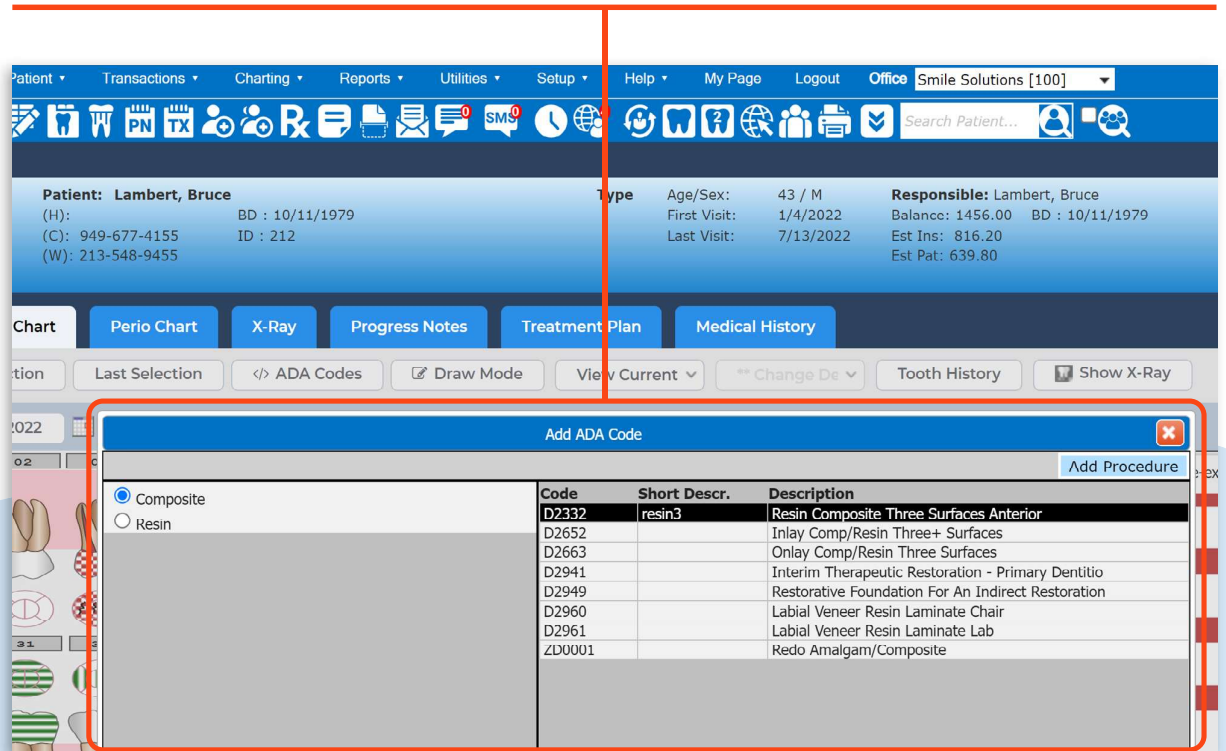 Patient Transactions Charting Reports Utilities Setup Help My Page Logout Office Smile Solutions [100]
PN TX 0 SMS 0 Search Patient...
Patient: Lambert, Bruce Type Age/Sex: 43 / M Responsible: Lambert, Bruce
(H): BD : 10/11/1979 First Visit: 1/4/2022 Balance: 1456.00 BD : 10/11/1979
(C): 949-677-4155 ID : 212 Last Visit: 7/13/2022 Est Ins: 816.20
(W): 213-548-9455 Est Pat: 639.80
Chart Perio Chart X-Ray Progress Notes Treatment Plan Medical History
Last Selection </> ADA Codes Draw Mode View Current ** Change De Tooth History Show X-Ray
2022 Add ADA Code
02 Add Procedure
Composite Code Short Descr. Description
Resin D2332 resin3 Resin Composite Three Surfaces Anterior
D2652 Inlay Comp/Resin Three+ Surfaces
D2663 Onlay Comp/Resin Three Surfaces
D2941 Interim Therapeutic Restoration - Primary Dentitio
D2949 Restorative Foundation For An Indirect Restoration
D2960 Labial Veneer Resin Laminate Chair
31 D2961 Labial Veneer Resin Laminate Lab
ZD0001 Redo Amalgam/Composite